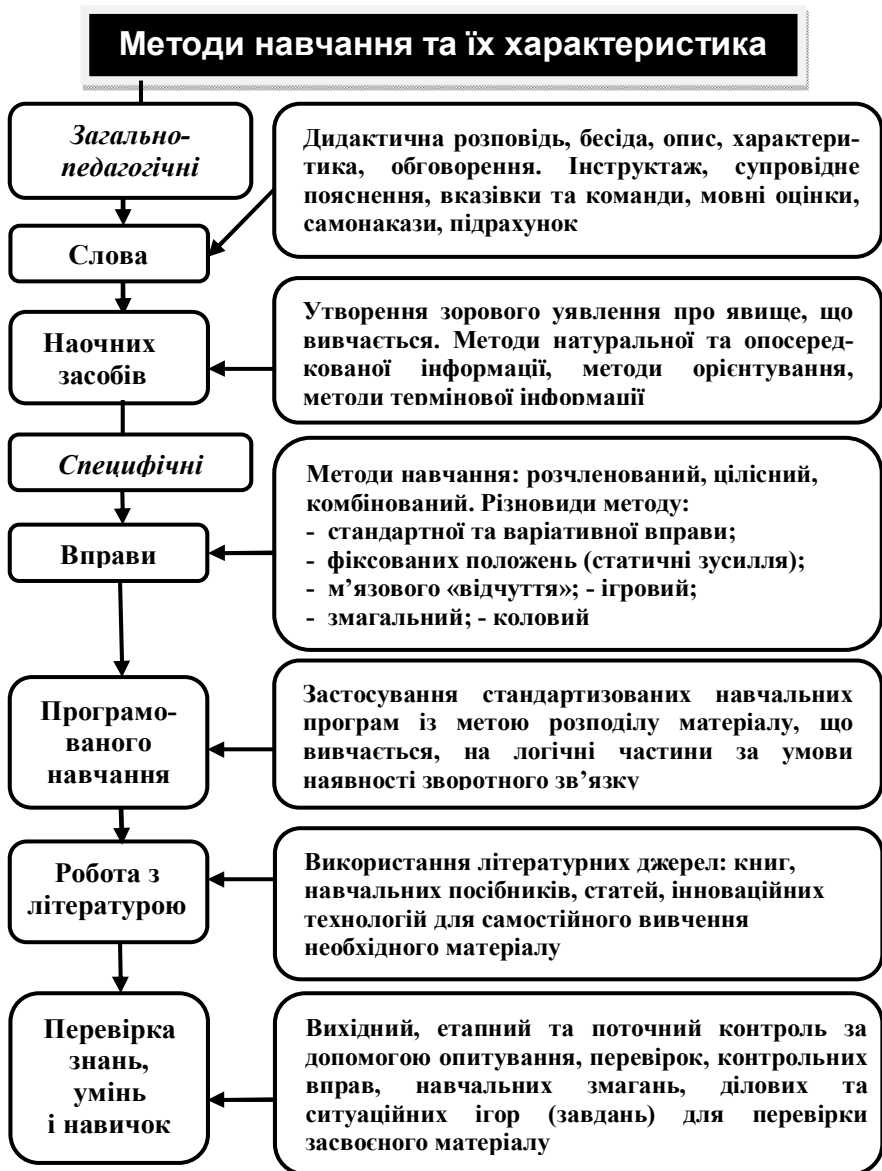 Методи навчання та їх характеристика
Загально-
педагогічні
Дидактична розповідь, бесіда, опис, характери-
тика, обговорення. Інструктаж, супровідне
пояснення, вказівки та команди, мовні оцінки,
самонакази, підрахунок
Слова
Наочних
засобів
Утворення зорового уявлення про явище, що
вивчається. Методи натуральної та опосеред-
кованої інформації, методи орієнтування,
методи термінової інформації
Специфічні
Вправи
Методи навчання: розчленований, цілісний,
комбінований. Різновиди методу:
- стандартної та варіативної вправи;
- фіксованих положень (статичні зусилля);
- м’язового «відчуття»; - ігровий;
- змагальний; - коловий
Програмо-
ваного
навчання
Застосування стандартизованих навчальних
програм із метою розподілу матеріалу, що
вивчається, на логічні частини за умови
наявності зворотного зв’язку
Робота з
літературою
Використання літературних джерел: книг,
навчальних посібників, статей, інноваційних
технологій для самостійного вивчення
необхідного матеріалу
Перевірка
знань,
умінь
і навичок
Вихідний, етапний та поточний контроль за
допомогою опитування, перевірок, контрольних
вправ, навчальних змагань, ділових та
ситуаційних ігор (завдань) для перевірки
засвоєного матеріалу